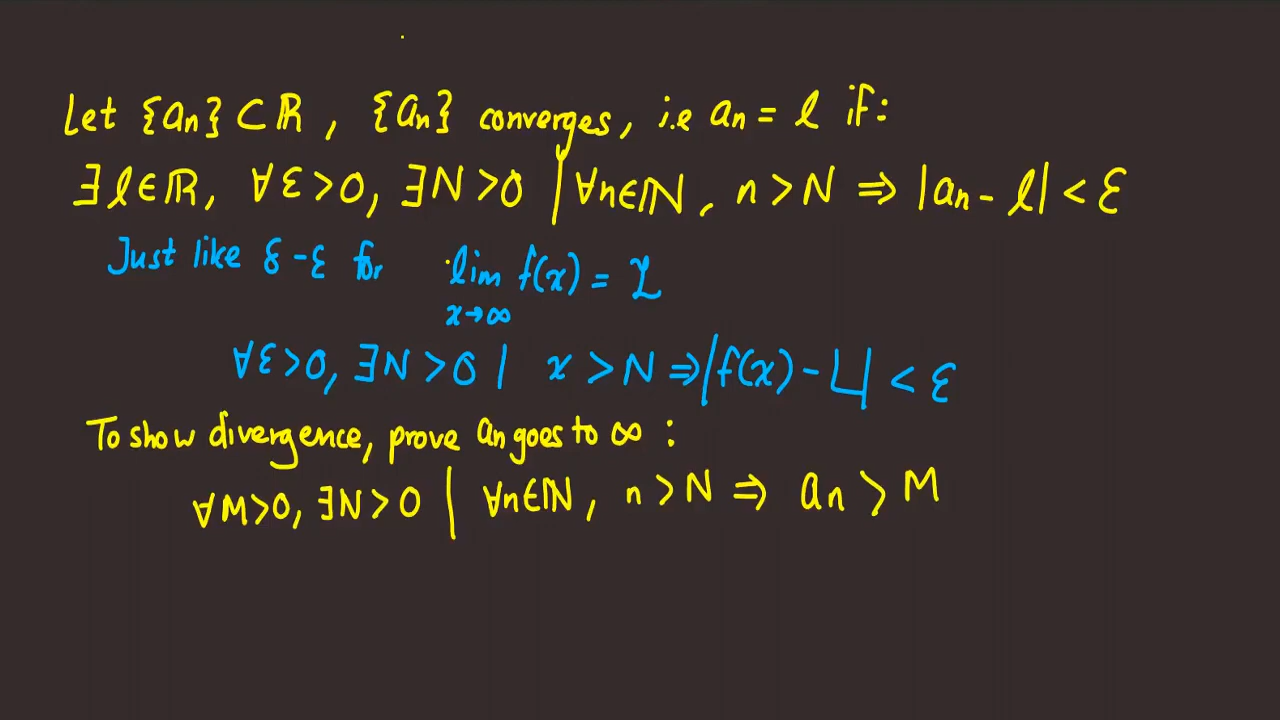 Let {an} ⊂ ℝ, {an} converges, i.e an = l if:
∃ l∈ℝ, ∀ε>0, ∃N>0 | ∀n∈ℕ, n>N ⇒ |an - l| < ε
Just like δ-ε for lim f(x) = L
x→∞
∀ε>0, ∃N>0 | x>N ⇒ |f(x) - L| < ε
To show divergence, prove an goes to ∞:
∀M>0, ∃N>0 | ∀n∈ℕ, n>N ⇒ an > M